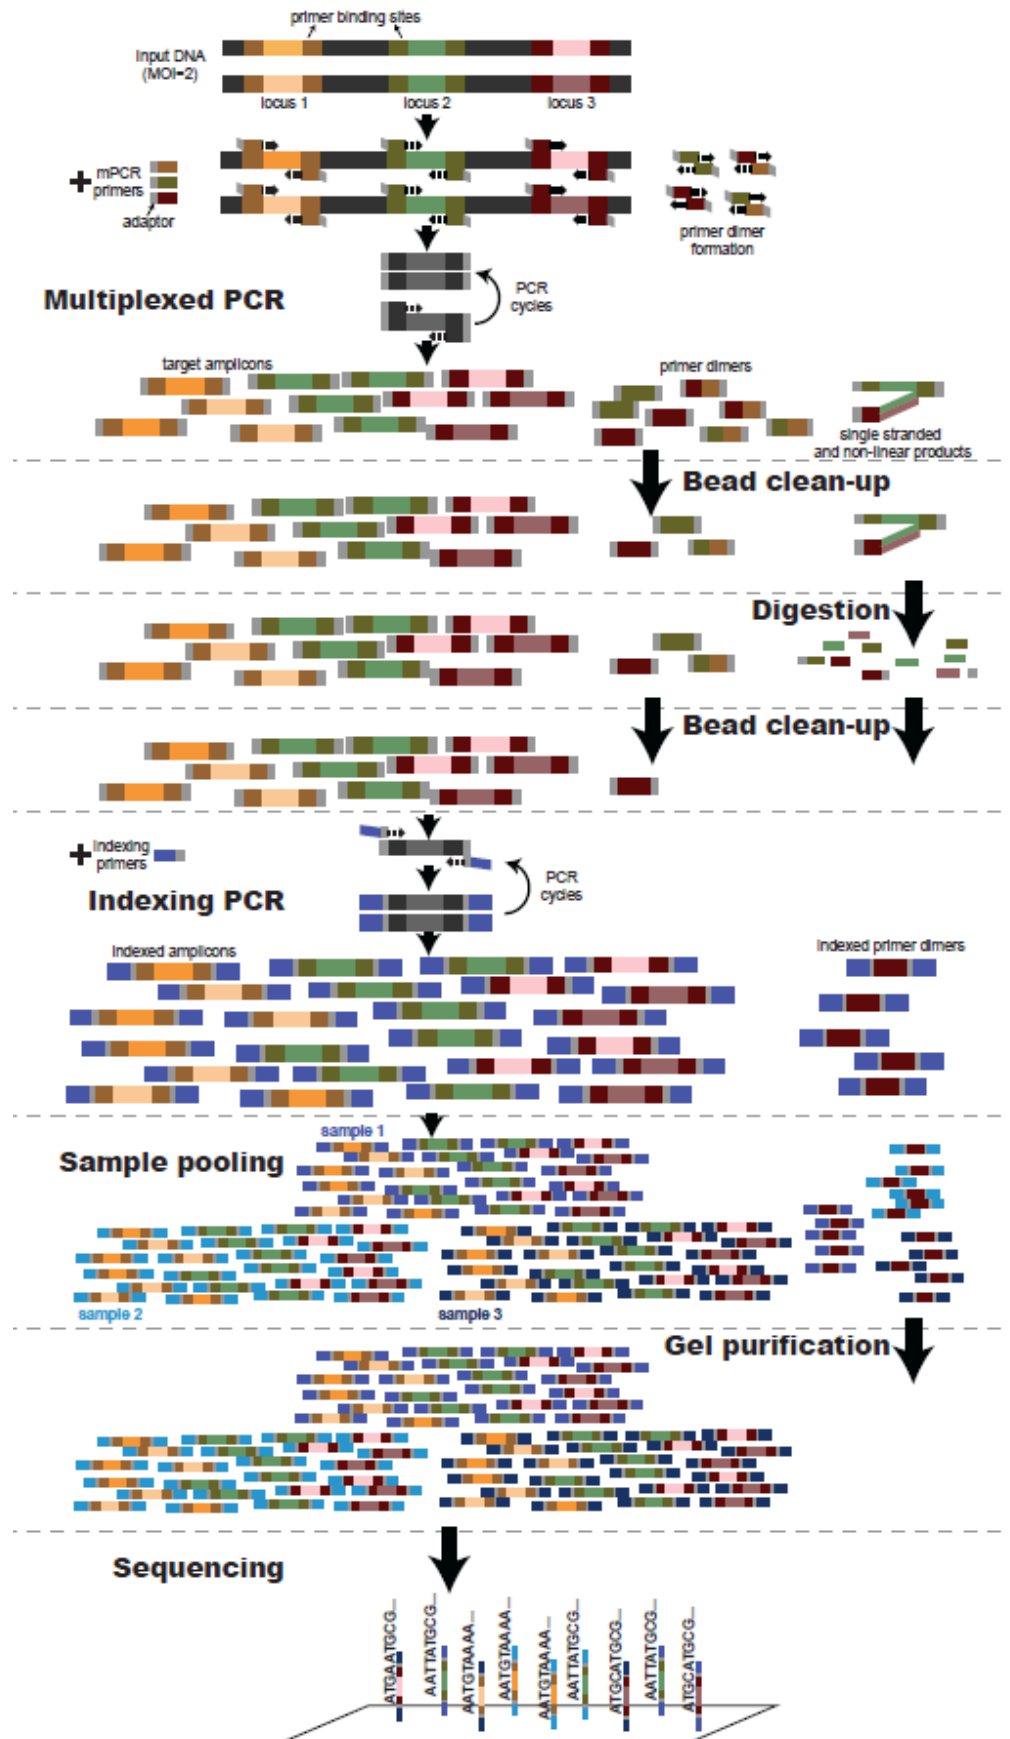 primer binding sites
Input DNA
(MOI=2)
locus 1
locus 2
locus 3
mPCR
primers
adaptor
primer dimer
formation
Multiplexed PCR
PCR
cycles
target amplicons
primer dimers
single stranded
and non-linear products
Bead clean-up
Digestion
Bead clean-up
Indexing
primers
Indexing PCR
PCR
cycles
Indexed amplicons
Indexed primer dimers
sample 1
Sample pooling
sample 2
sample 3
Gel purification
Sequencing
ATGAATGCG...
AATTATGCG...
AATGTAAAA...
AATGTAAAA...
AATGTAAAA...
AATTATGCG...
ATGCATGCG...
AATTATGCG...
ATGCATGCG...